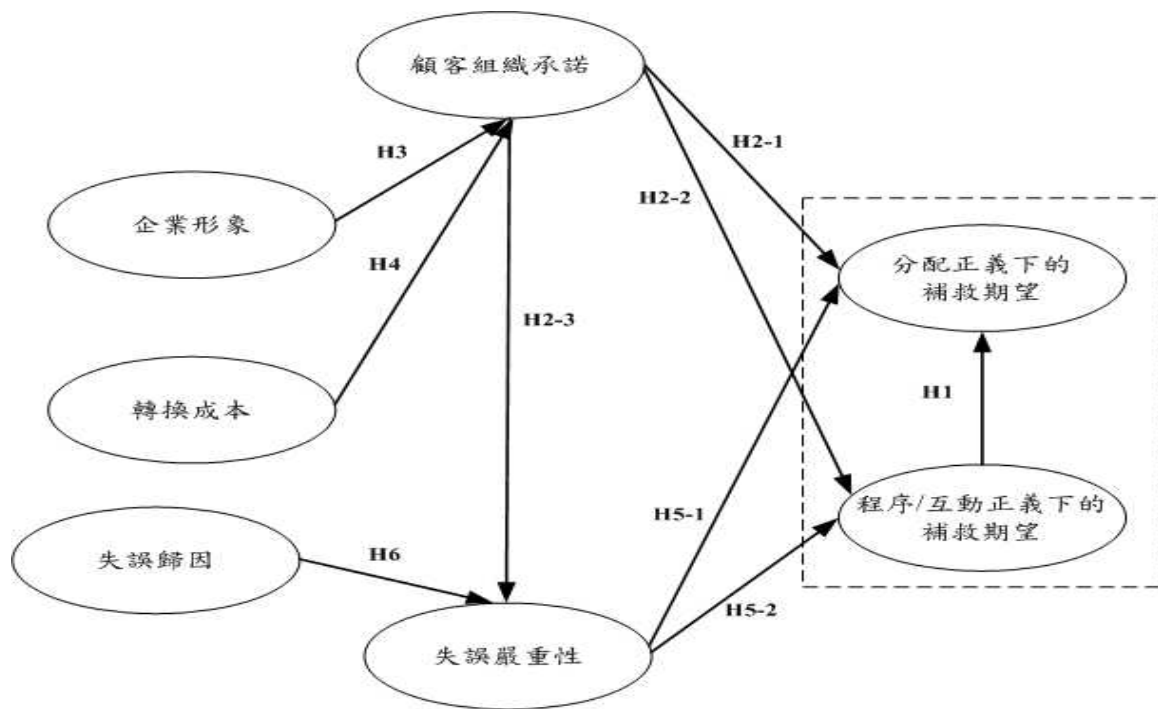 顧客組織承諾
H3
H2-1
H2-2
企業形象
H4
分配正義下的
補救期望
H2-3
轉換成本
H1
程序/互動正義下的
補救期望
H5-1
失誤歸因
H6
H5-2
失誤嚴重性